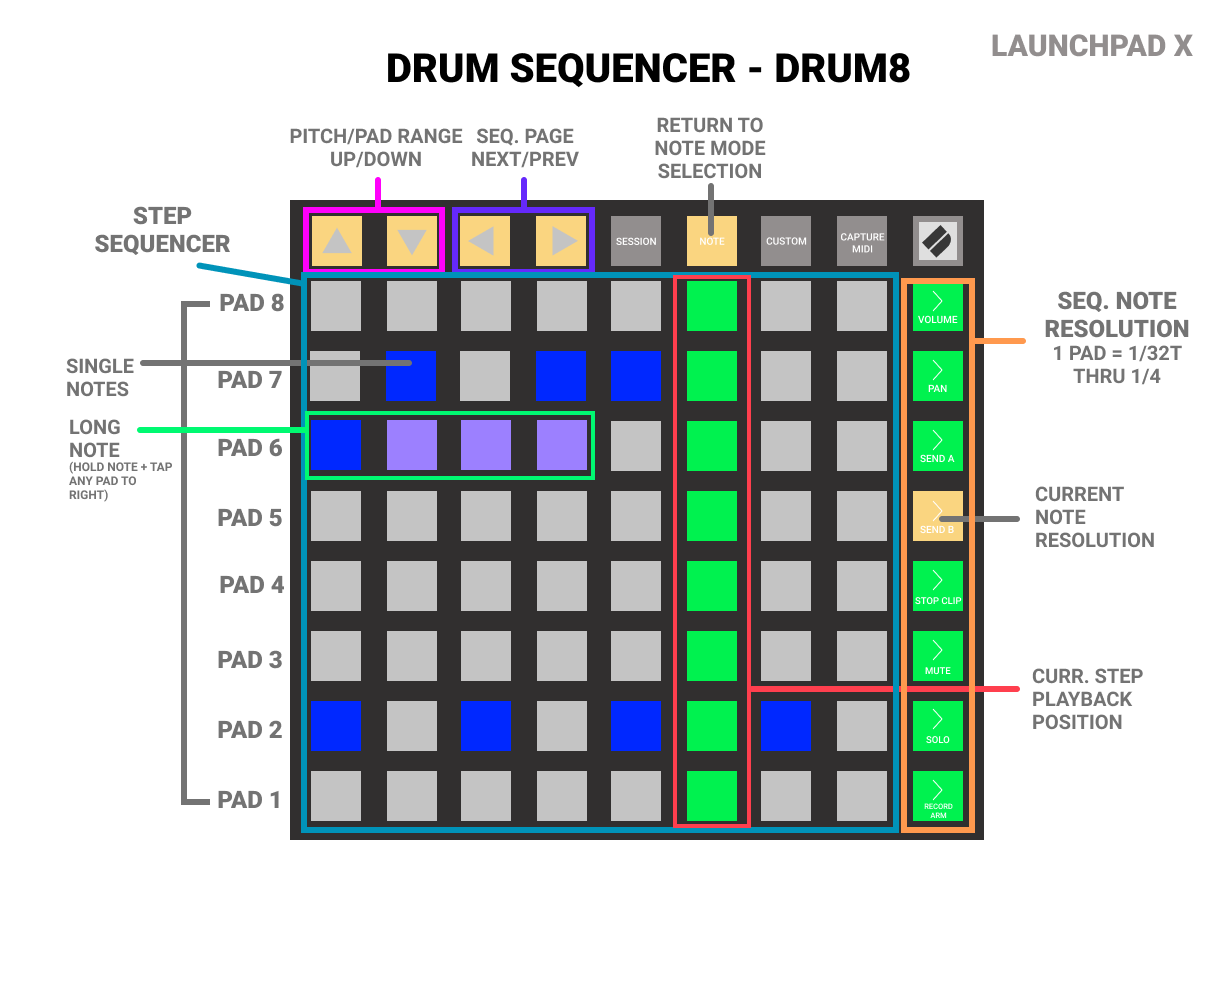 LAUNCHPAD X
DRUM SEQUENCER - DRUM8
PITCH/PAD RANGE
UP/DOWN
SEQ. PAGE
NEXT/PREV
RETURN TO
NOTE MODE
SELECTION
STEP
SEQUENCER
SESSION
NOTE
CUSTOM
CAPTURE
MIDI
PAD 8
VOLUME
SEQ. NOTE
RESOLUTION
1 PAD = 1/32T
THRU 1/4
SINGLE
NOTES
PAD 7
PAN
LONG
NOTE
(HOLD NOTE + TAP
ANY PAD TO
RIGHT)
PAD 6
SEND A
PAD 5
SEND B
CURRENT
NOTE
RESOLUTION
PAD 4
STOP CLIP
PAD 3
MUTE
CURR. STEP
PLAYBACK
POSITION
PAD 2
SOLO
PAD 1
RECORD
ARM